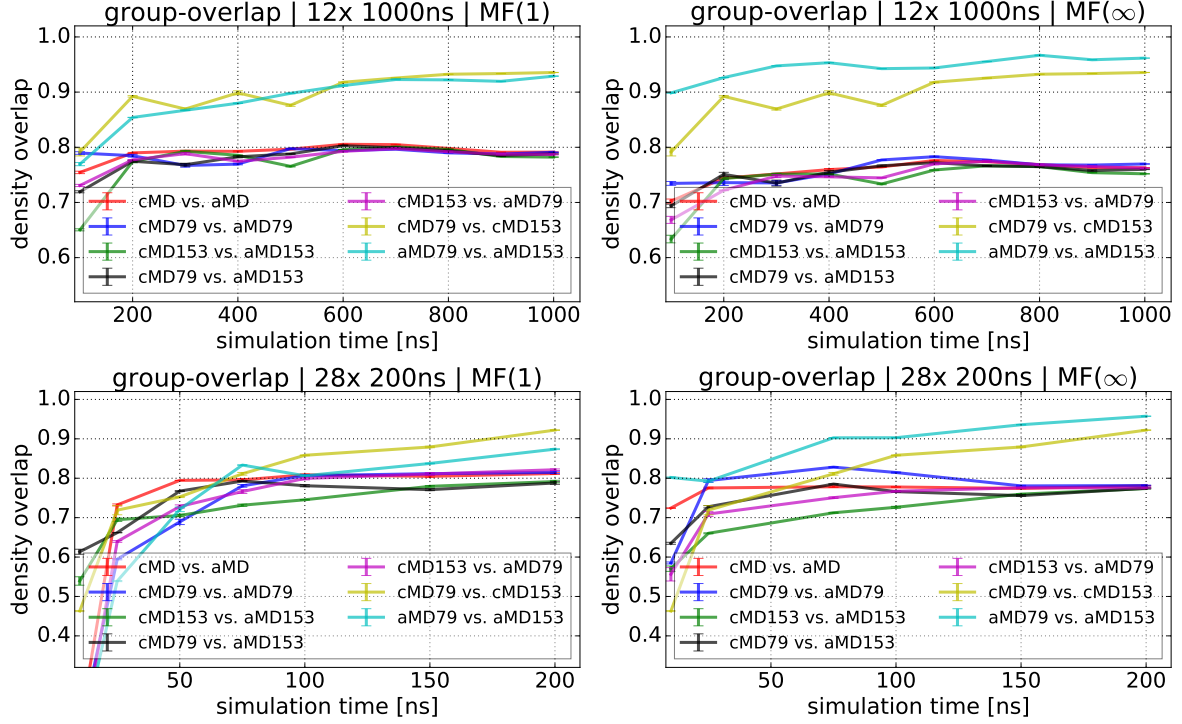 group-overlap | 12x 1000ns | MF(1)
density overlap
1.0
0.9
0.8
0.7
0.6
cMD vs. aMD
cMD79 vs. aMD79
cMD153 vs. aMD153
cMD79 vs. aMD153
cMD153 vs. aMD79
cMD79 vs. cMD153
aMD79 vs. aMD153
200 400 600 800 1000
simulation time [ns]
group-overlap | 12x 1000ns | MF(∞)
density overlap
1.0
0.9
0.8
0.7
0.6
cMD vs. aMD
cMD79 vs. aMD79
cMD153 vs. aMD153
cMD79 vs. aMD153
cMD153 vs. aMD79
cMD79 vs. cMD153
aMD79 vs. aMD153
200 400 600 800 1000
simulation time [ns]
group-overlap | 28x 200ns | MF(1)
density overlap
1.0
0.9
0.8
0.7
0.6
0.5
0.4
cMD vs. aMD
cMD79 vs. aMD79
cMD153 vs. aMD153
cMD79 vs. aMD153
cMD153 vs. aMD79
cMD79 vs. cMD153
aMD79 vs. aMD153
50 100 150 200
simulation time [ns]
group-overlap | 28x 200ns | MF(∞)
density overlap
1.0
0.9
0.8
0.7
0.6
0.5
0.4
cMD vs. aMD
cMD79 vs. aMD79
cMD153 vs. aMD153
cMD79 vs. aMD153
cMD153 vs. aMD79
cMD79 vs. cMD153
aMD79 vs. aMD153
50 100 150 200
simulation time [ns]